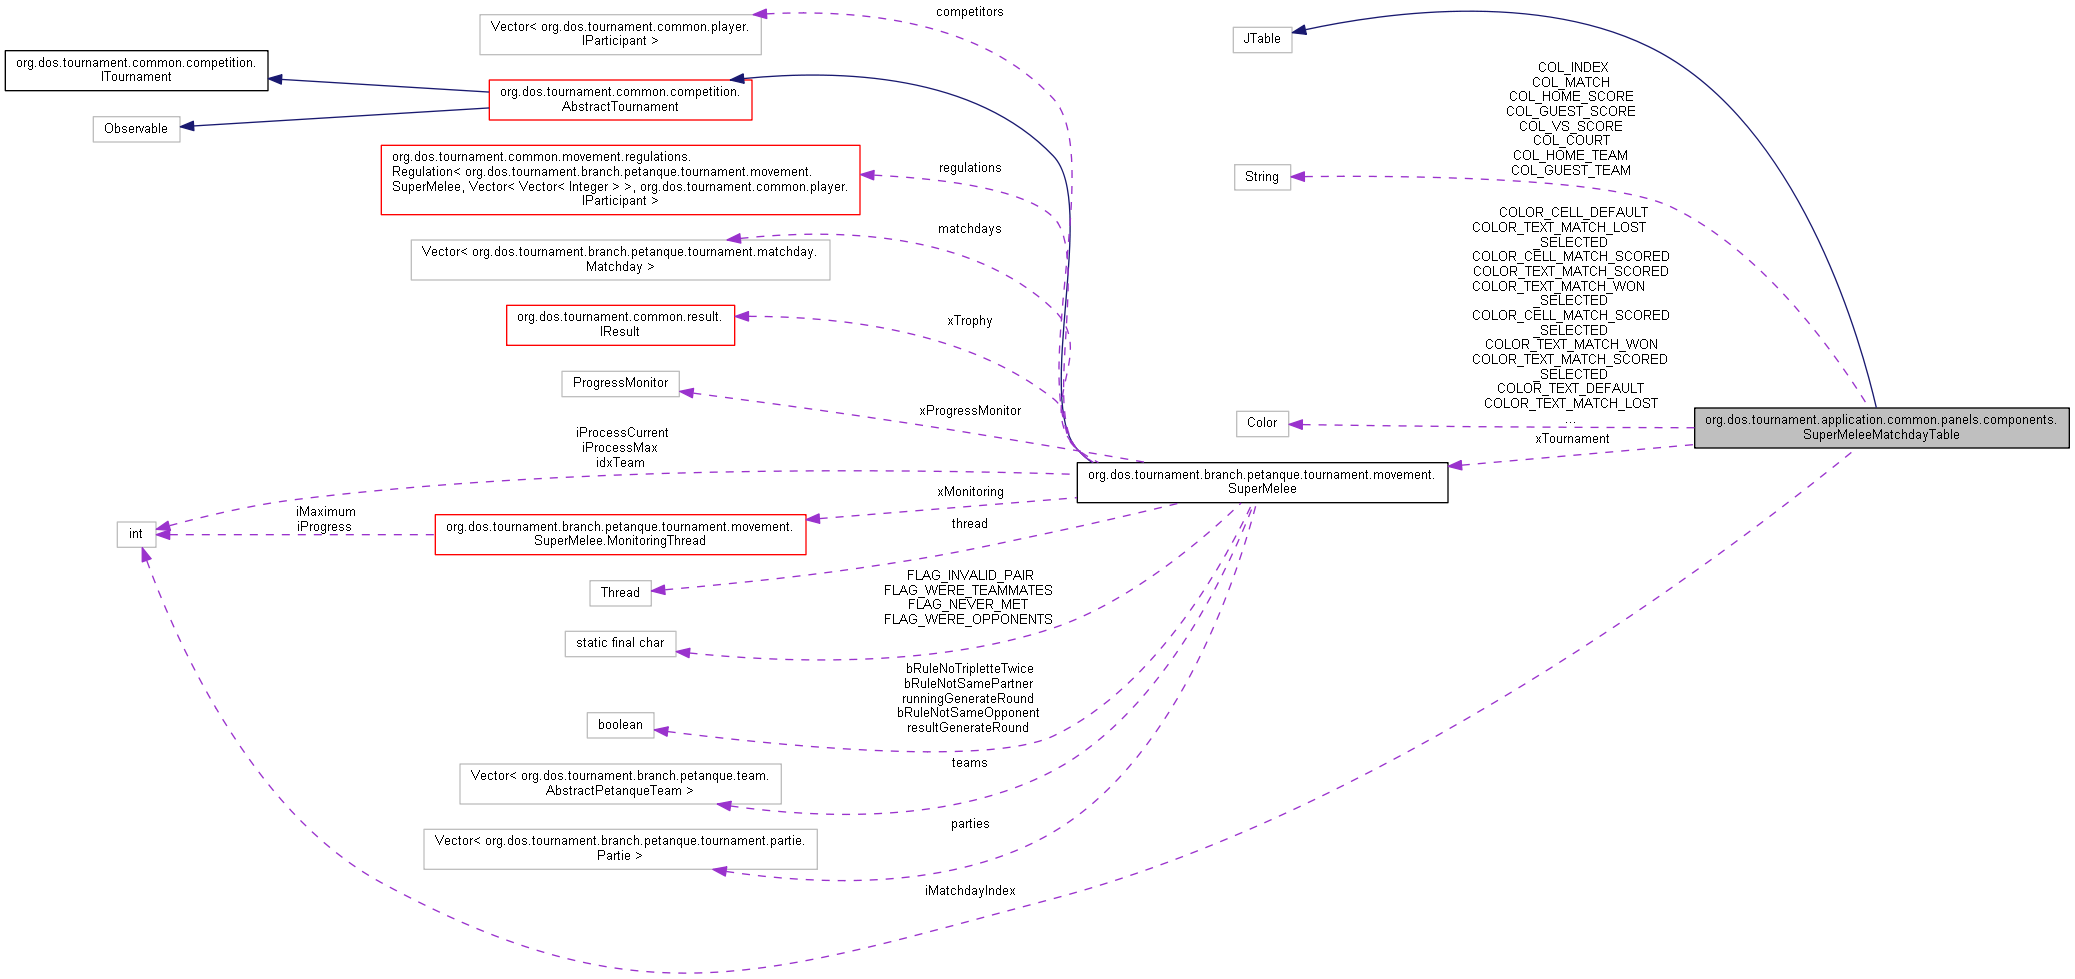 competitors
Vector< org.dos.tournament.common.player.
IParticipant >
JTable
org.dos.tournament.common.competition.
ITournament
org.dos.tournament.common.competition.
AbstractTournament
Observable
COL_INDEX
COL_MATCH
COL_HOME_SCORE
COL_GUEST_SCORE
COL_VS_SCORE
COL_COURT
COL_HOME_TEAM
COL_GUEST_TEAM
String
org.dos.tournament.common.movement.regulations.
Regulation< org.dos.tournament.branch.petanque.tournament.movement.
SuperMelee, Vector< Vector< Integer > >, org.dos.tournament.common.player.
IParticipant >
regulations
matchdays
Vector< org.dos.tournament.branch.petanque.tournament.matchday.
Matchday >
COLOR_CELL_DEFAULT
COLOR_TEXT_MATCH_LOST
_SELECTED
COLOR_CELL_MATCH_SCORED
COLOR_TEXT_MATCH_SCORED
COLOR_TEXT_MATCH_WON
_SELECTED
COLOR_CELL_MATCH_SCORED
_SELECTED
COLOR_TEXT_MATCH_WON
COLOR_TEXT_MATCH_SCORED
_SELECTED
COLOR_TEXT_DEFAULT
COLOR_TEXT_MATCH_LOST
...
Color
org.dos.tournament.common.result.
IResult
xTrophy
ProgressMonitor
xProgressMonitor
org.dos.tournament.application.common.panels.components.
SuperMeleeMatchdayTable
xTournament
iProcessCurrent
iProcessMax
idxTeam
org.dos.tournament.branch.petanque.tournament.movement.
SuperMelee
xMonitoring
iMaximum
iProgress
int
org.dos.tournament.branch.petanque.tournament.movement.
SuperMelee.MonitoringThread
thread
Thread
FLAG_INVALID_PAIR
FLAG_WERE_TEAMMATES
FLAG_NEVER_MET
FLAG_WERE_OPPONENTS
static final char
bRuleNoTripletteTwice
bRuleNotSamePartner
runningGenerateRound
bRuleNotSameOpponent
resultGenerateRound
boolean
teams
Vector< org.dos.tournament.branch.petanque.team.
AbstractPetanqueTeam >
parties
Vector< org.dos.tournament.branch.petanque.tournament.partie.
Partie >
iMatchdayIndex